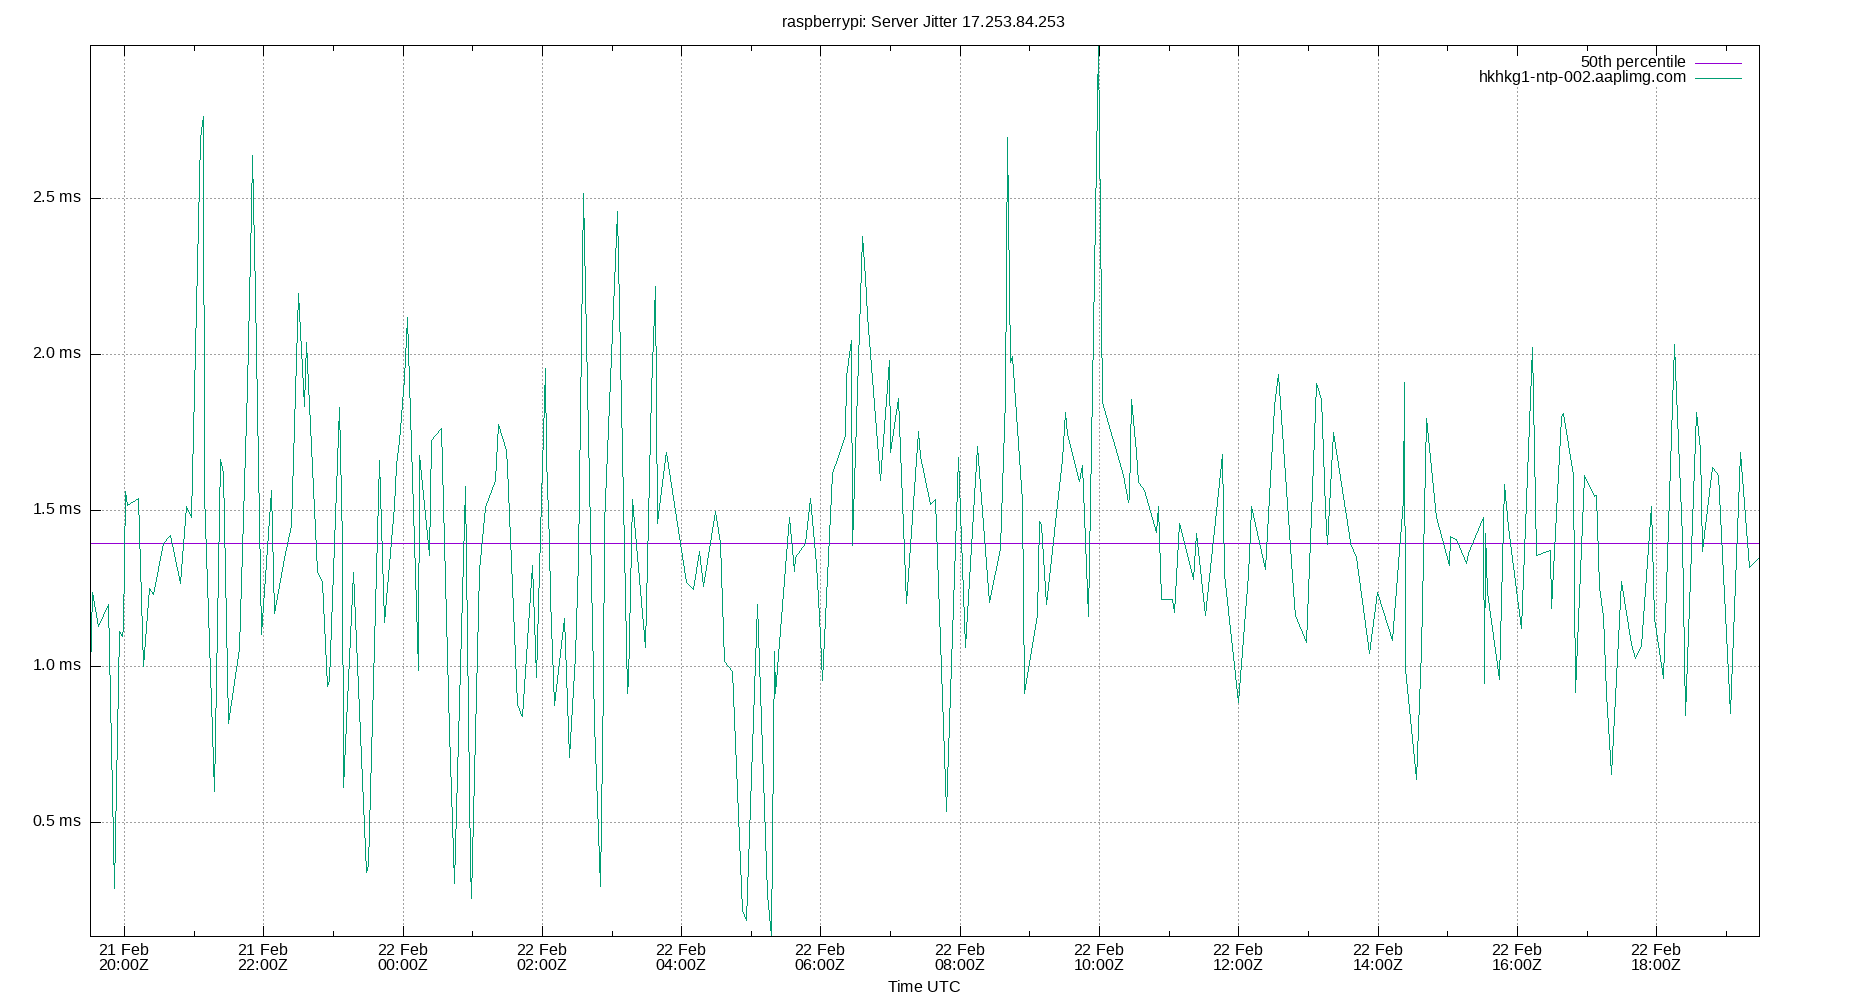 raspberrypi: Server Jitter 17.253.84.253
50th percentile
hkhkg1-ntp-002.aaplimg.com
2.5 ms
2.0 ms
1.5 ms
1.0 ms
0.5 ms
21 Feb 21 Feb 22 Feb 22 Feb 22 Feb 22 Feb 22 Feb 22 Feb 22 Feb 22 Feb 22 Feb 22 Feb
20:00Z 22:00Z 00:00Z 02:00Z 04:00Z 06:00Z 08:00Z 10:00Z 12:00Z 14:00Z 16:00Z 18:00Z
Time UTC